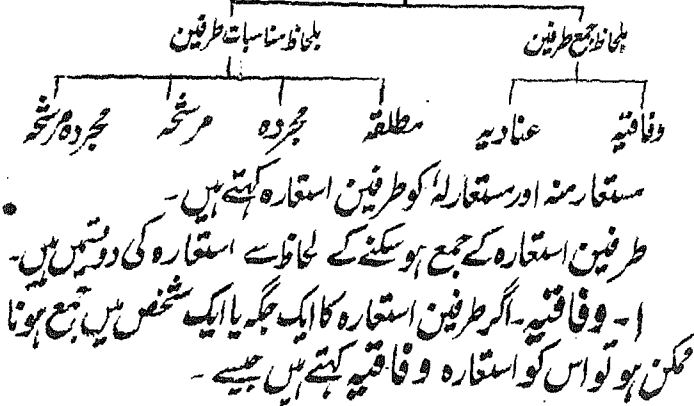 بلحاظ جمع طرفین بلحاظ مناسبات طرفین
وفاقیہ عنادیہ مطلقہ مجردہ مرشحہ مجردہ مرشحہ
مستعار منہ اور مستعار لہٗ کو طرفین استعارہ کہتے ہیں۔
طرفین استعارہ کے جمع ہو سکنے کے لحاظ سے استعارہ کی دو قسمیں ہیں۔
۱۔ وفاقیہ۔ اگر طرفین استعارہ کا ایک جگہ یا ایک شخص میں جمع ہونا
ممکن ہو تو اس کو استعارہ وفاقیہ کہتے ہیں جیسے ۔